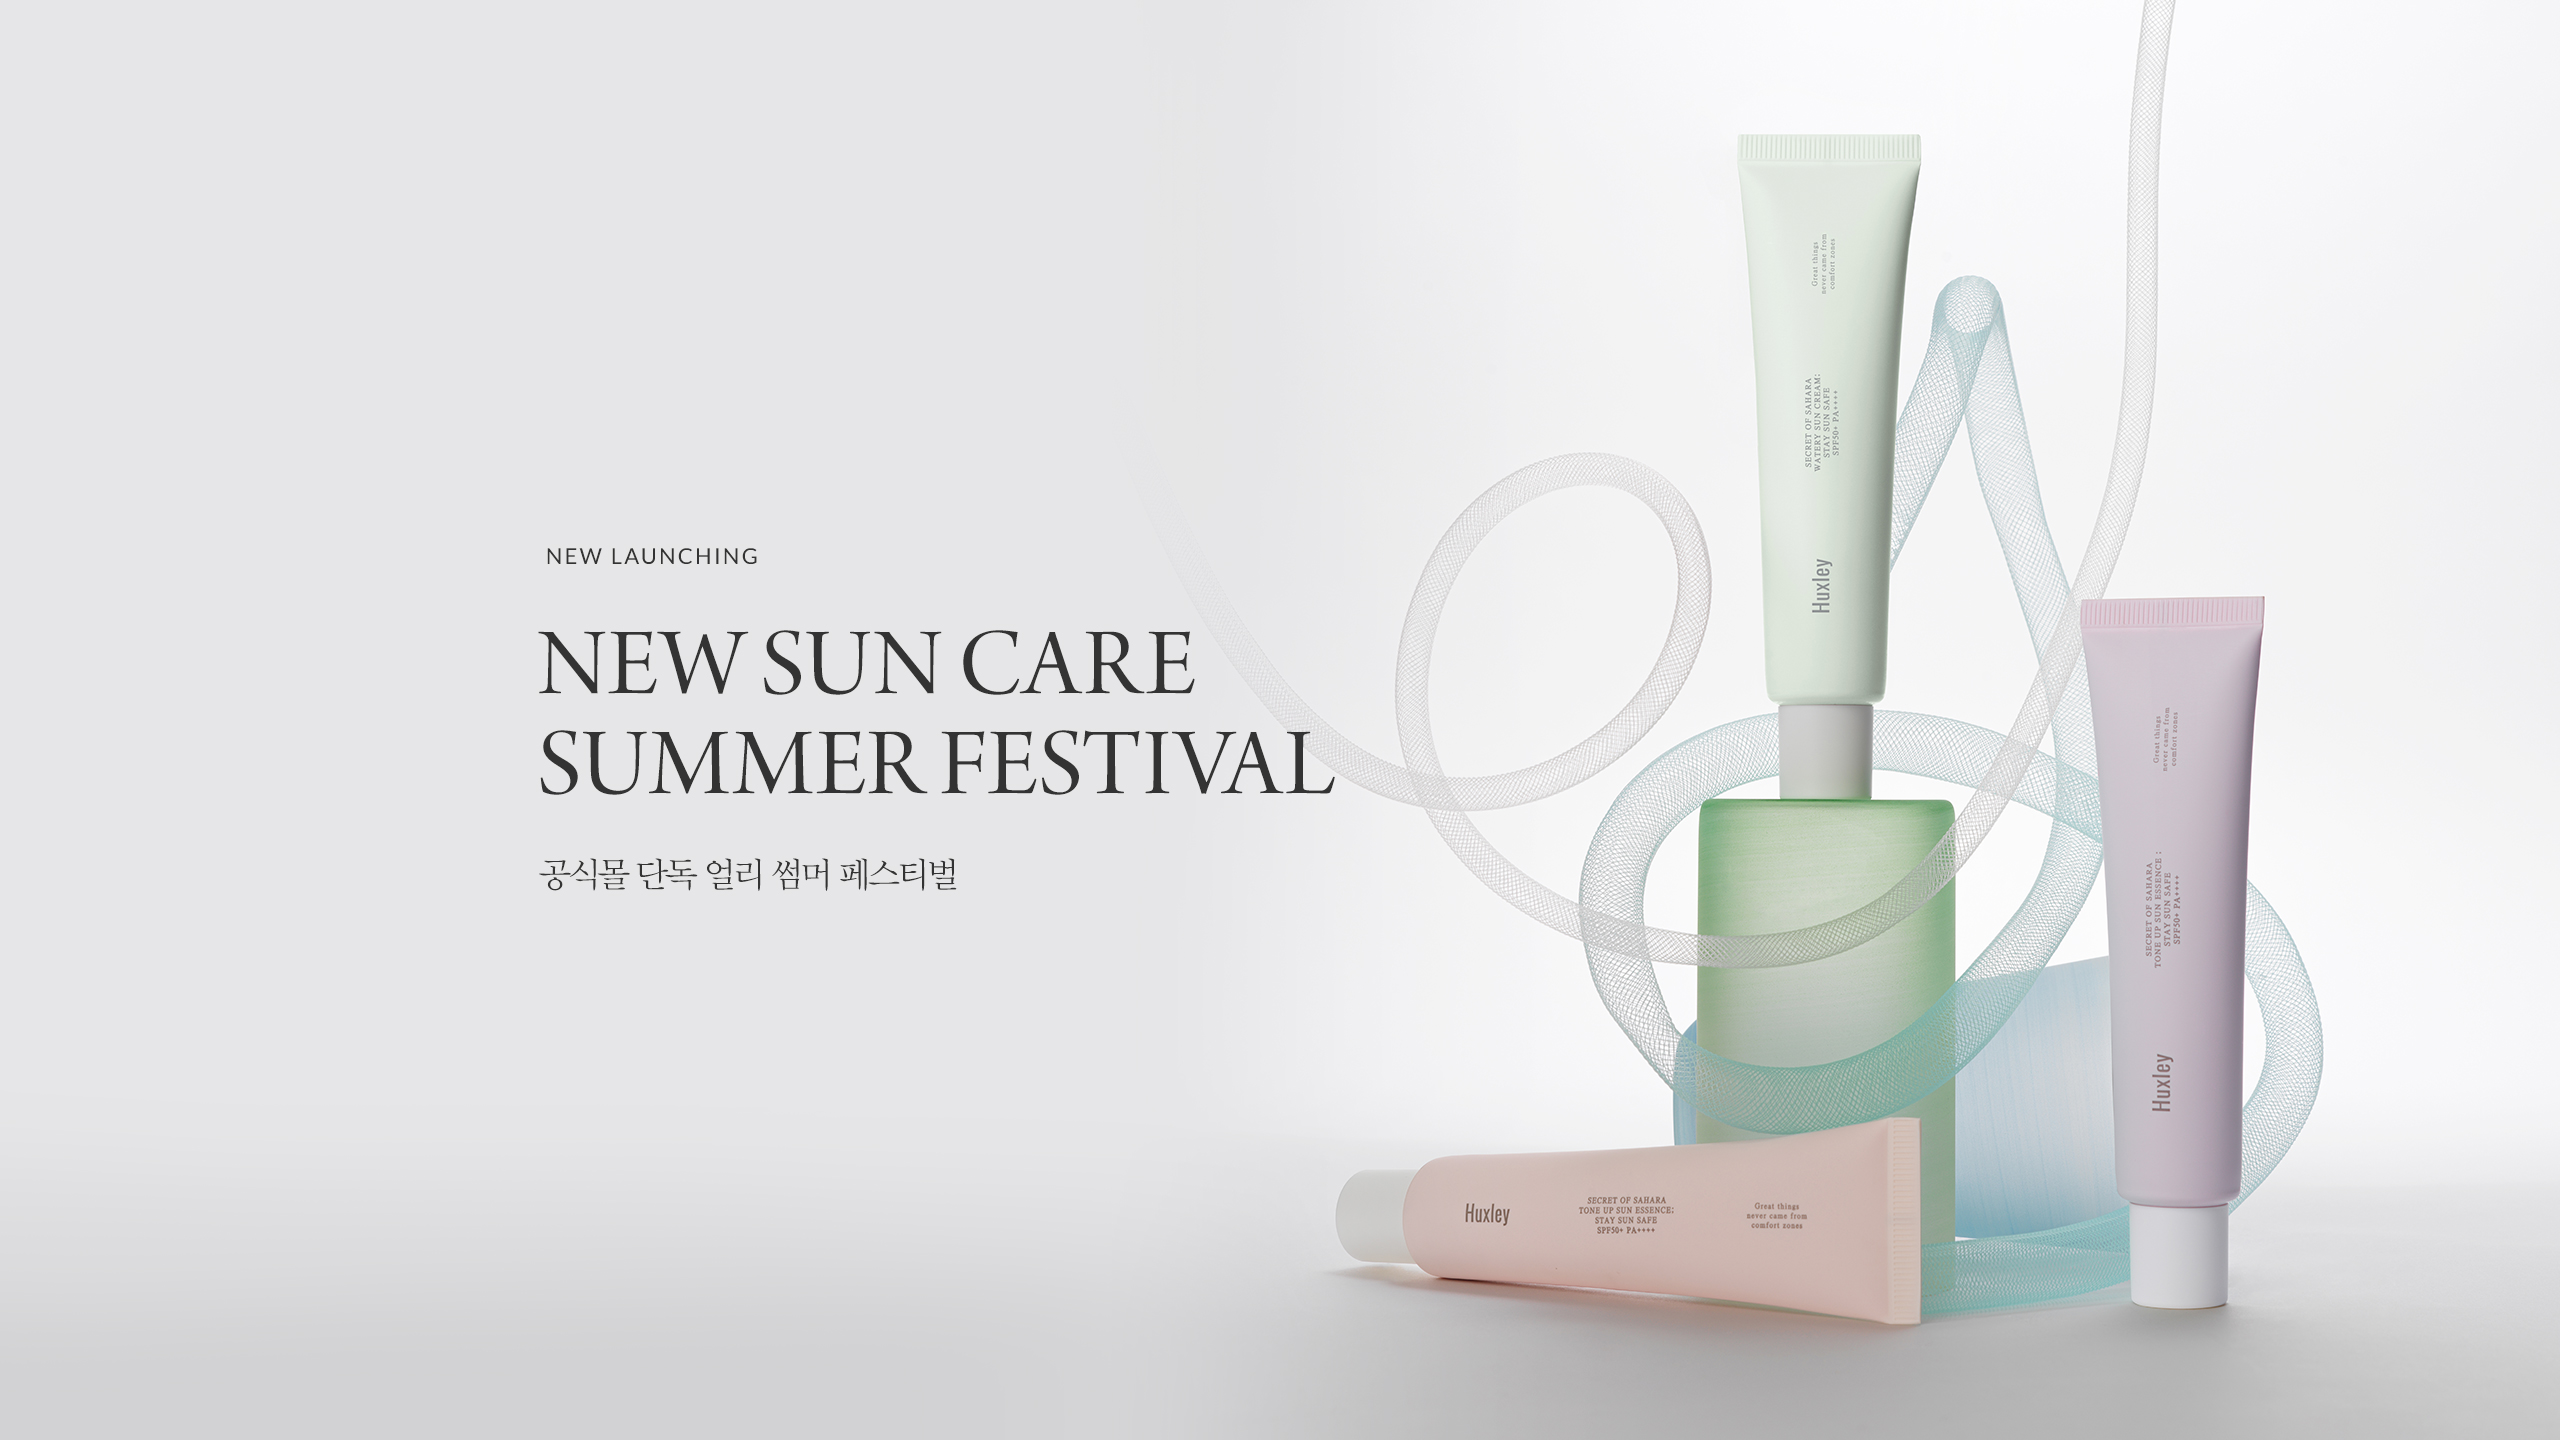 NEW LAUNCHING
NEW SUN CARE
SUMMER FESTIVAL
공식몰 단독 얼리 썸머 페스티벌
Great things
never came from
comfort zones
SECRET OF SAHARA
WATERY SUN CREAM:
STAY SUN SAFE
SPF50+ PA++++
Huxley
Great things
never came from
comfort zones
SECRET OF SAHARA
TONE UP SUN ESSENCE :
STAY SUN SAFE
SPF50+ PA++++
Huxley
Huxley
SECRET OF SAHARA
TONE UP SUN ESSENCE:
STAY SUN SAFE
SPF50+ PA++++
Great things
never came from
comfort zones